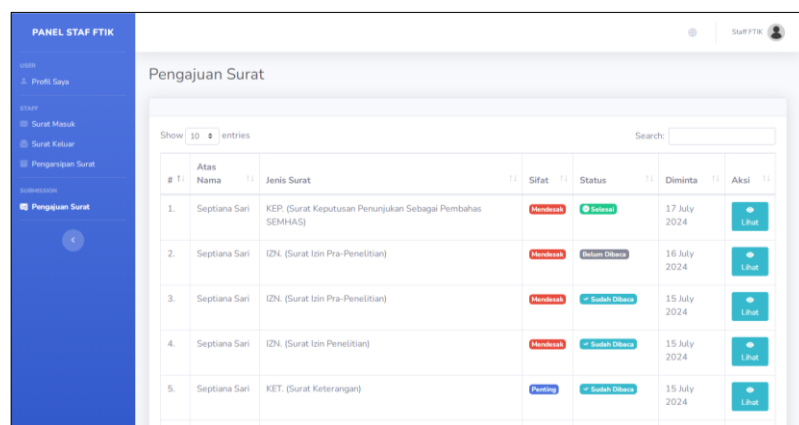 PANEL STAF FTIK
Staff FTIK
USER
Profil Saya
STAFF
Surat Masuk
Surat Keluar
Pengarsipan Surat
SUBMISSION
Pengajuan Surat
Pengajuan Surat
Show 10 entries
Search:
# Atas Nama Jenis Surat Sifat Status Diminta Aksi
1. Septiana Sari KEP. (Surat Keputusan Penunjukan Sebagai Pembahas SEMHAS) Mendesak Selesai 17 July 2024 Lihat
2. Septiana Sari IZN. (Surat Izin Pra-Penelitian) Mendesak Belum Dibaca 16 July 2024 Lihat
3. Septiana Sari IZN. (Surat Izin Pra-Penelitian) Mendesak Sudah Dibaca 15 July 2024 Lihat
4. Septiana Sari IZN. (Surat Izin Penelitian) Mendesak Sudah Dibaca 15 July 2024 Lihat
5. Septiana Sari KET. (Surat Keterangan) Penting Sudah Dibaca 15 July 2024 Lihat